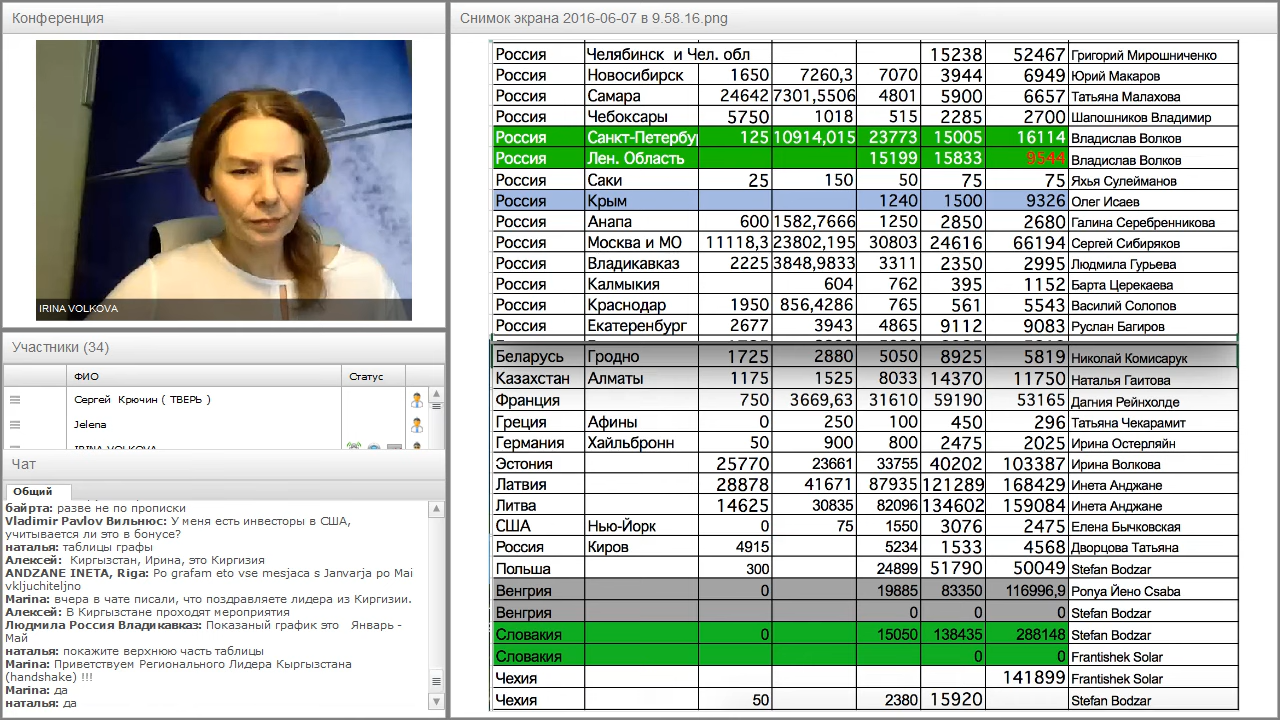 Конференция
IRINA VOLKOVA
Участники (34)
ФИО Статус
Сергей Крючин ( ТВЕРЬ )
Jelena
IRINA VOLKOVA
Чат
Общий
байрта: разве не по прописки
Vladimir Pavlov Вильнюс: У меня есть инвесторы в США,
учитывается ли это в бонусе?
наталья: таблицы графы
Алексей: Кыргызстан, Ирина, это Киргизия
ANDZANE INETA, Riga: Po grafam eto vse mesjaca s Janvarja po Mai
vkljuchiteljno
Marina: вчера в чате писали, что поздравляете лидера из Киргизии.
Алексей: В Киргызстане проходят мероприятия
Людмила Россия Владикавказ: Показаный график это Январь -
Май
наталья: покажите верхнюю часть таблицы
Marina: Приветствуем Регионального Лидера Кыргызстана
(handshake) !!!
Marina: да
наталья: да
Снимок экрана 2016-06-07 в 9.58.16.png
Россия Челябинск и Чел. обл 15238 52467 Григорий Мирошниченко
Россия Новосибирск 1650 7260,3 7070 3944 6949 Юрий Макаров
Россия Самара 24642 7301,5506 4801 5900 6657 Татьяна Малахова
Россия Чебоксары 5750 1018 515 2285 2700 Шапошников Владимир
Россия Санкт-Петербур 125 10914,015 23773 15005 16114 Владислав Волков
Россия Лен. Область 15199 15833 9544 Владислав Волков
Россия Саки 25 150 50 75 75 Яхья Сулейманов
Россия Крым 1240 1500 9326 Олег Исаев
Россия Анапа 600 1582,7666 1250 2850 2680 Галина Серебренникова
Россия Москва и МО 11118,3 23802,195 30803 24616 66194 Сергей Сибиряков
Россия Владикавказ 2225 3848,9833 3311 2350 2995 Людмила Гурьева
Россия Калмыкия 604 762 395 1152 Барта Церекаева
Россия Краснодар 1950 856,4286 765 561 5543 Василий Солопов
Россия Екатеренбург 2677 3943 4865 9112 9083 Руслан Багиров
Беларусь Гродно 1725 2880 5050 8925 5819 Николай Комисарук
Казахстан Алматы 1175 1525 8033 14370 11750 Наталья Гаитова
Франция 750 3669,63 31610 59190 53165 Дагния Рейнхолде
Греция Афины 0 250 100 450 296 Татьяна Чекарамит
Германия Хайльбронн 50 900 800 2475 2025 Ирина Остерляйн
Эстония 25770 23661 33755 40202 103387 Ирина Волкова
Латвия 28878 41671 87935 121289 168429 Инета Анджане
Литва 14625 30835 82096 134602 159084 Инета Анджане
США Нью-Йорк 0 75 1550 3076 2475 Елена Бычковская
Россия Киров 4915 5234 1533 4568 Дворцова Татьяна
Польша 300 24899 51790 50049 Stefan Bodzar
Венгрия 0 19885 83350 116996,9 Ponya Йено Csaba
Венгрия 0 0 0 Stefan Bodzar
Словакия 0 15050 138435 288148 Stefan Bodzar
Словакия 0 0 Frantishek Solar
Чехия 141899 Frantishek Solar
Чехия 50 2380 15920 Stefan Bodzar